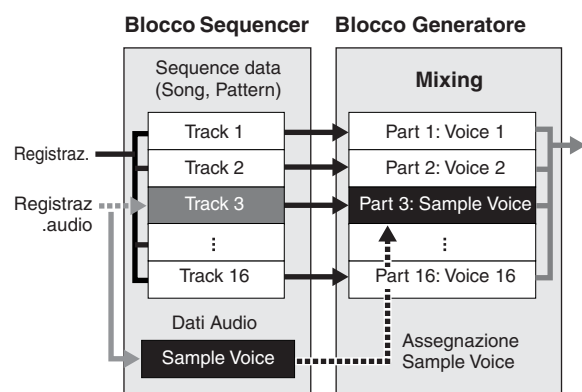 Blocco Sequencer
Blocco Generatore
Sequence data
(Song, Pattern)
Mixing
Registraz.
Registraz
.audio
Track 1
Track 2
Track 3
⋮
Track 16
Part 1: Voice 1
Part 2: Voice 2
Part 3: Sample Voice
⋮
Part 16: Voice 16
Dati Audio
Sample Voice
Assegnazione
Sample Voice